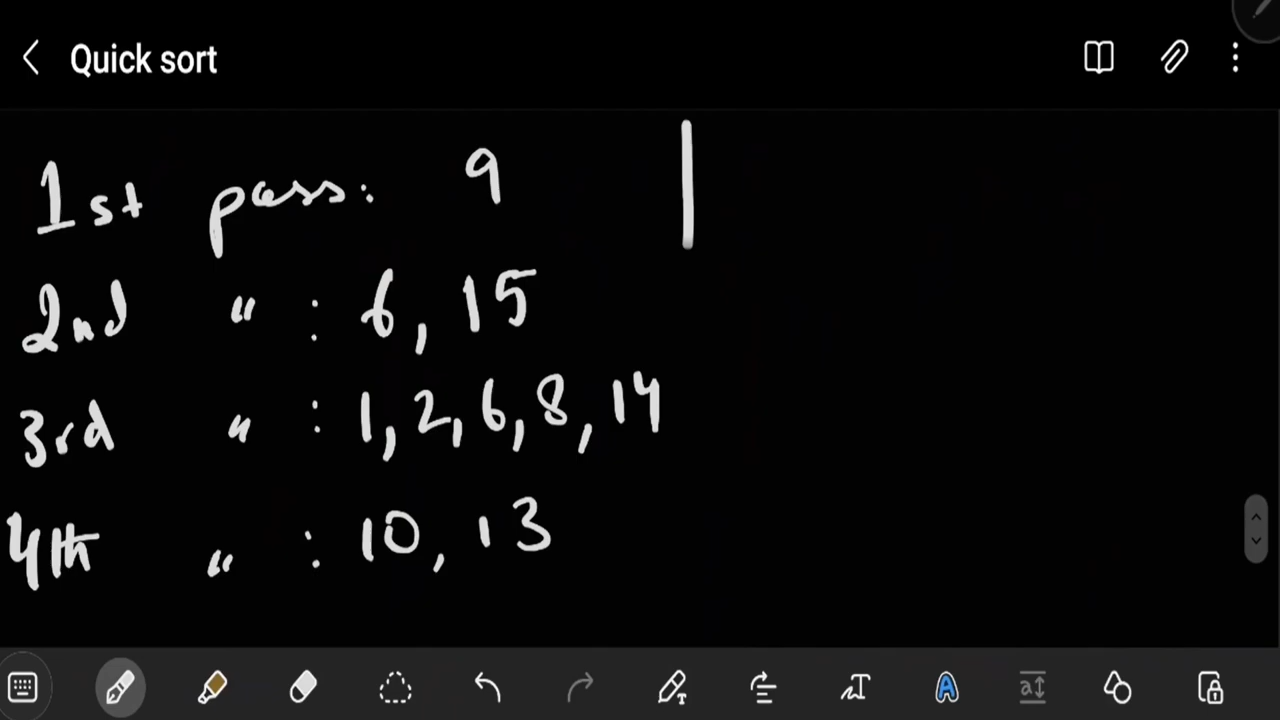 Quick sort
1st pass: 9 |
2nd " : 6, 15
3rd " : 1, 2, 6, 8, 14
4th " : 10, 13